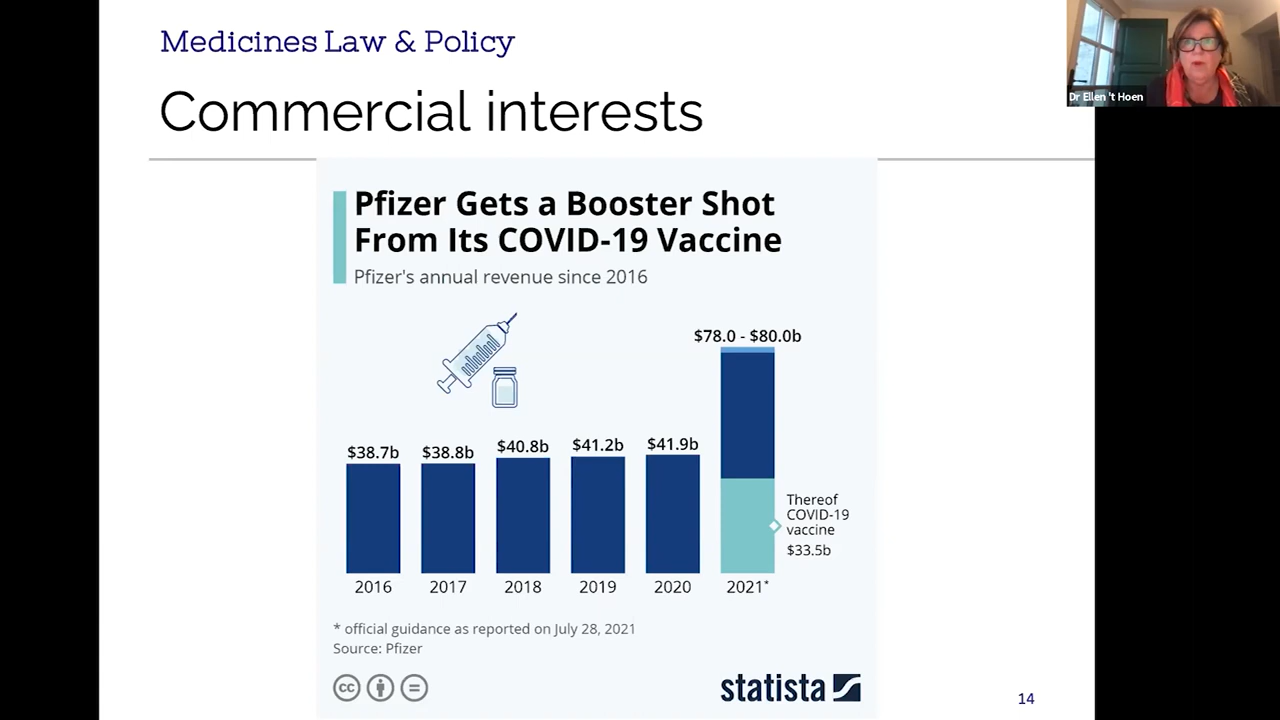 Medicines Law & Policy
Commercial interests
Dr Ellen 't Hoen
Pfizer Gets a Booster Shot
From Its COVID-19 Vaccine
Pfizer's annual revenue since 2016
$78.0 - $80.0b
$38.7b
$38.8b
$40.8b
$41.2b
$41.9b
Thereof
COVID-19
vaccine
$33.5b
2016
2017
2018
2019
2020
2021*
* official guidance as reported on July 28, 2021
Source: Pfizer
cc
statista
14